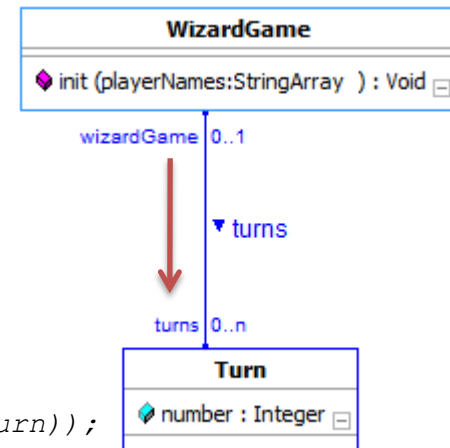 WizardGame
init (playerNames:StringArray ) : Void
wizardGame 0..1
turns
turns 0..n
Turn
number : Integer
urn));